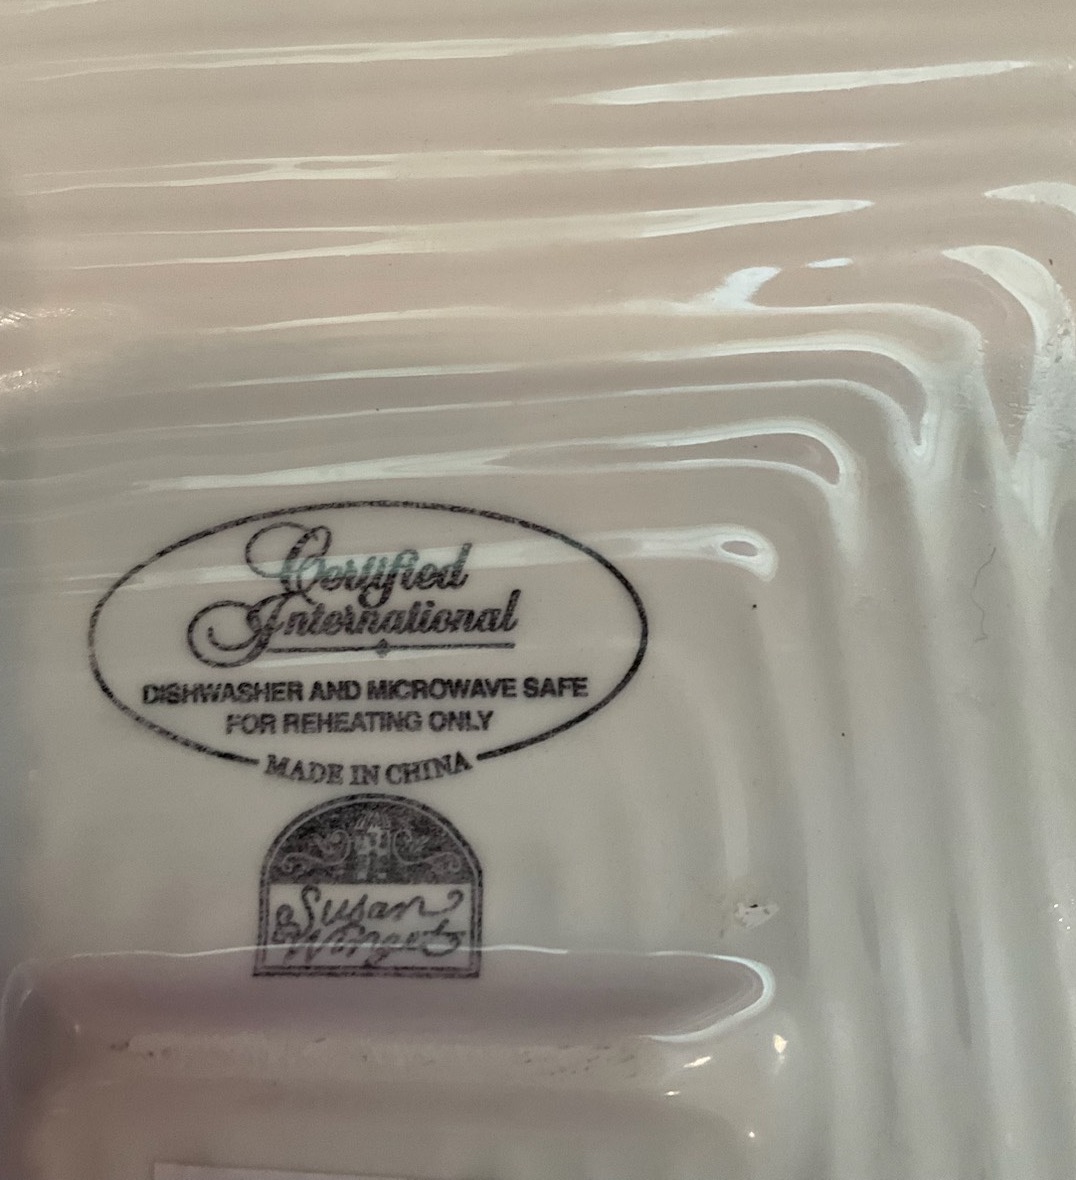 Certified
International
DISHWASHER AND MICROWAVE SAFE
FOR REHEATING ONLY
MADE IN CHINA
Susan
Winget